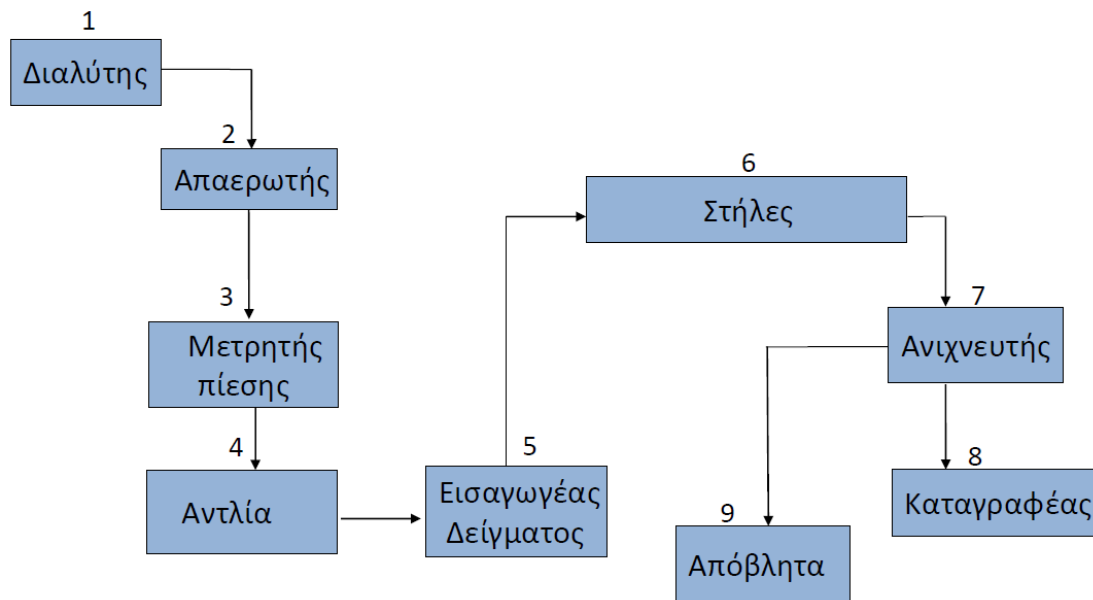 1
Διαλύτης
2
Απαερωτής
3
Μετρητής
πίεσης
4
Αντλία
5
Εισαγωγέας
Δείγματος
6
Στήλες
7
Ανιχνευτής
8
Καταγραφέας
9
Απόβλητα